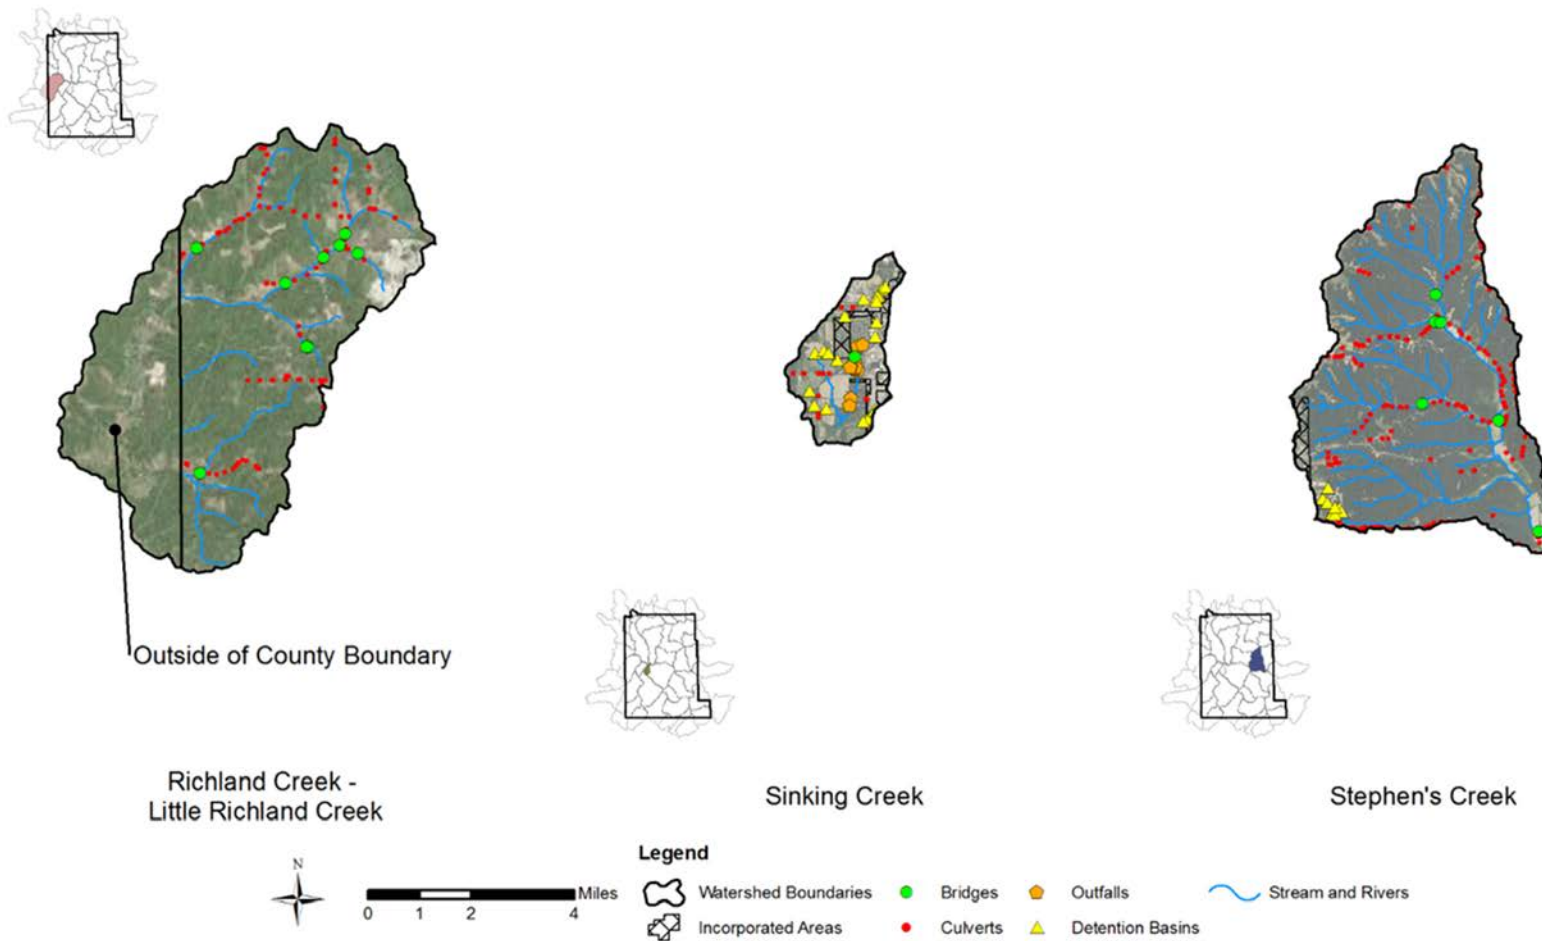 Outside of County Boundary
Richland Creek -
Little Richland Creek
Sinking Creek
Stephen's Creek
Legend
N
Miles
0 1 2 4
Watershed Boundaries
Bridges
Outfalls
Stream and Rivers
Incorporated Areas
Culverts
Detention Basins